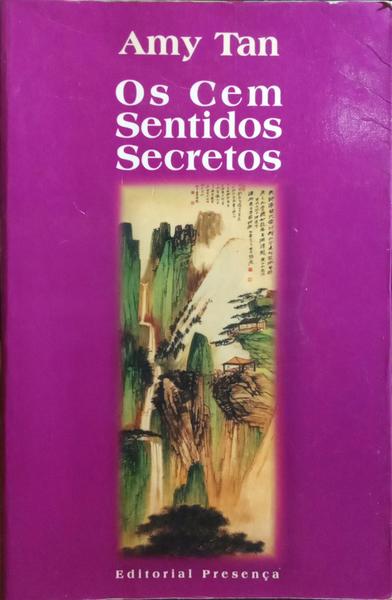 Amy Tan
Os Cem
Sentidos
Secretos
Editorial Presença